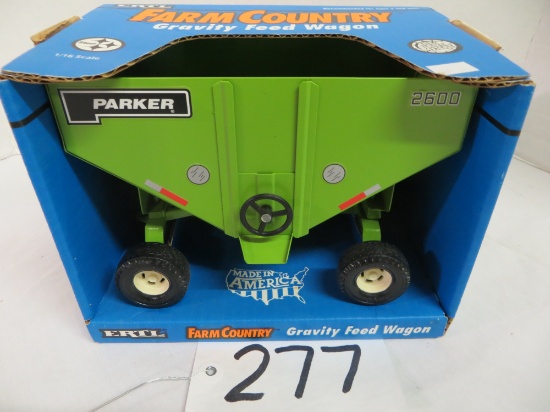 FARM COUNTRY
Gravity Feed Wagon
1/16 Scale
PARKER
2600
MADE IN
AMERICA
ERTL FARM COUNTRY Gravity Feed Wagon
277